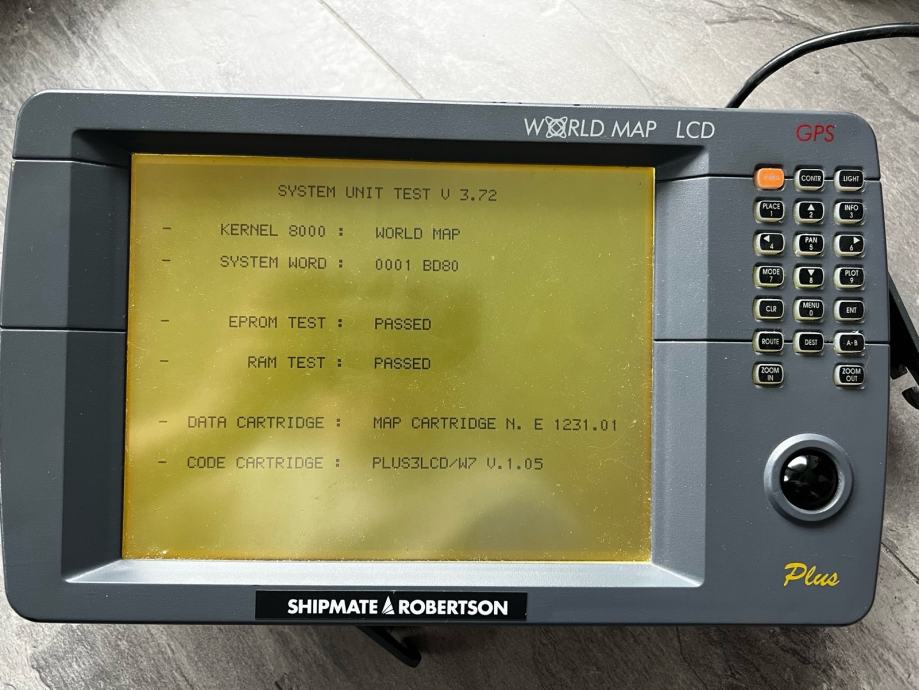 WORLD MAP LCD GPS
SYSTEM UNIT TEST V 3.72
- KERNEL 8000 : WORLD MAP
- SYSTEM WORD : 0001 BD80
- EPROM TEST : PASSED
- RAM TEST : PASSED
- DATA CARTRIDGE : MAP CARTRIDGE N. E 1231.01
- CODE CARTRIDGE : PLUS3LCD/W7 V.1.05
CONTR LIGHT
PLACE 1 ▲ 2 INFO 3
◀ 4 PAN 5 ▶ 6
MODE 7 ▼ 8 PLOT 9
CLR MENU 0 ENT
ROUTE DEST A-B
ZOOM IN ZOOM OUT
Plus
SHIPMATE ROBERTSON